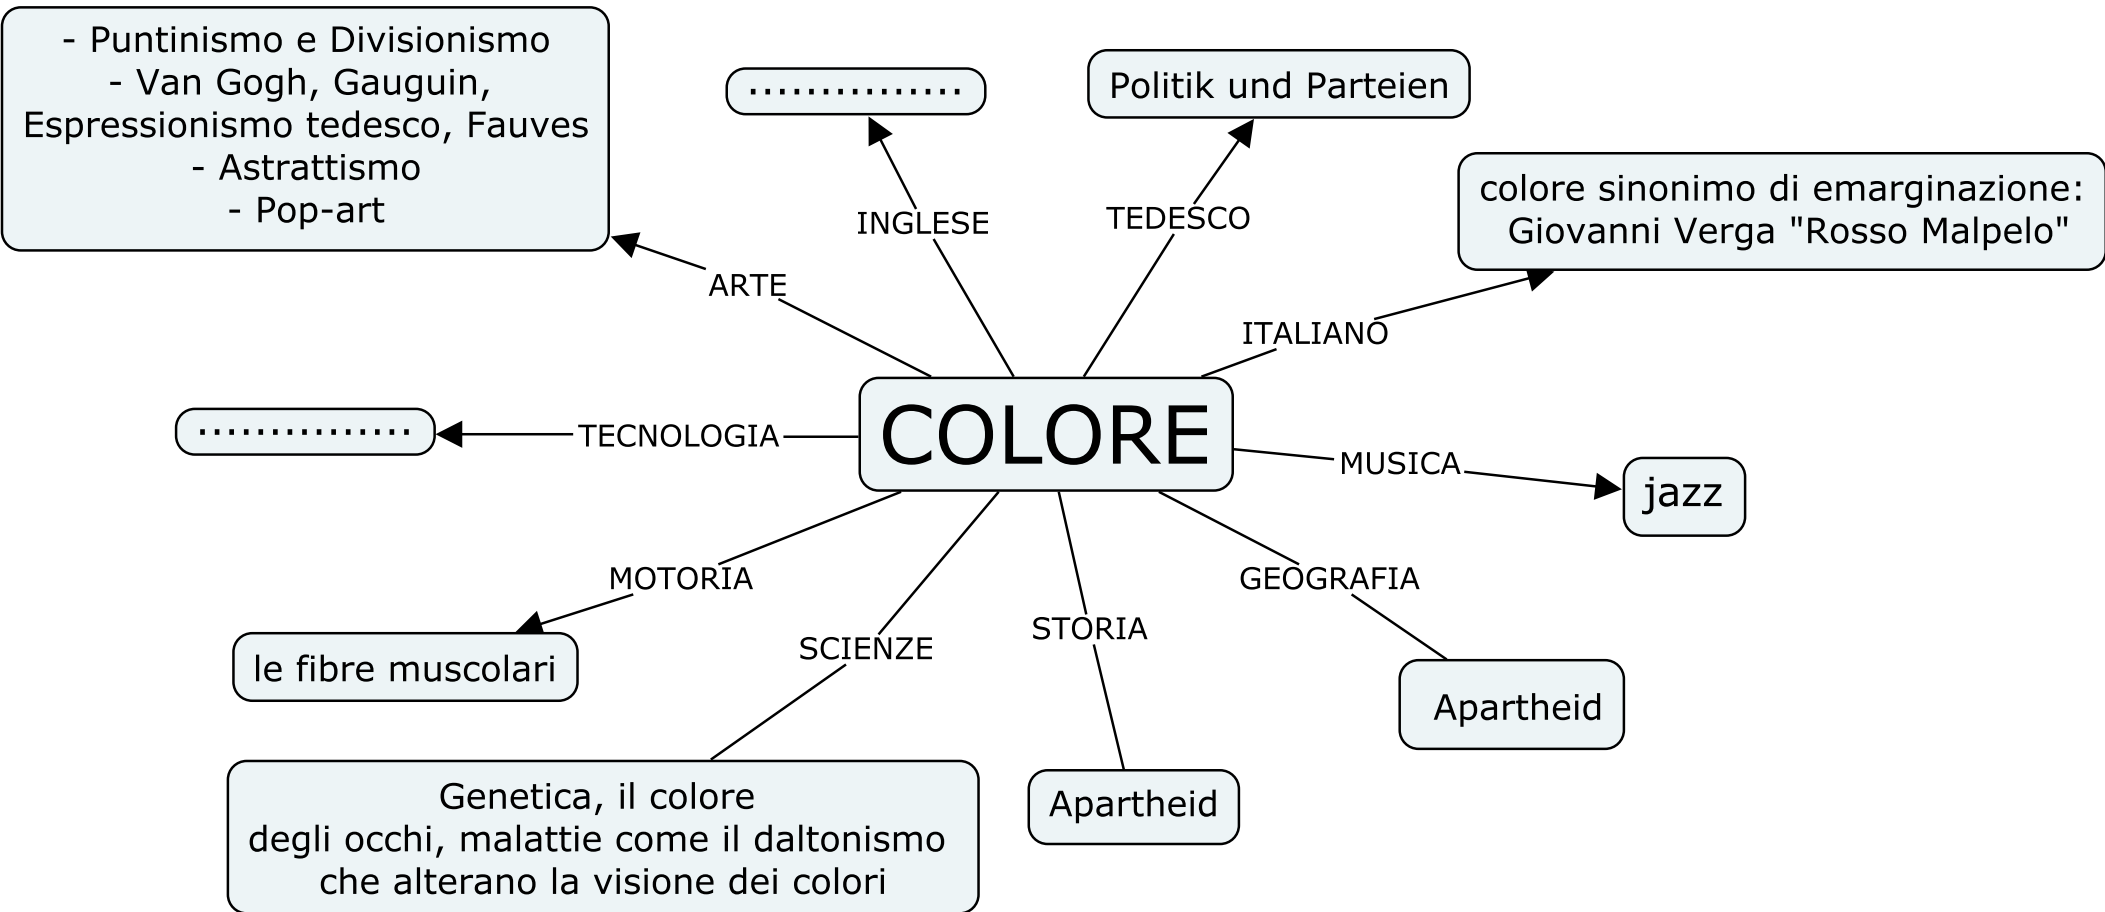 - Puntinismo e Divisionismo
- Van Gogh, Gauguin,
Espressionismo tedesco, Fauves
- Astrattismo
- Pop-art
...............
Politik und Parteien
colore sinonimo di emarginazione:
Giovanni Verga "Rosso Malpelo"
INGLESE
TEDESCO
ARTE
ITALIANO
...............
TECNOLOGIA
COLORE
MUSICA
jazz
MOTORIA
GEOGRAFIA
SCIENZE
STORIA
le fibre muscolari
Apartheid
Genetica, il colore
degli occhi, malattie come il daltonismo
che alterano la visione dei colori
Apartheid